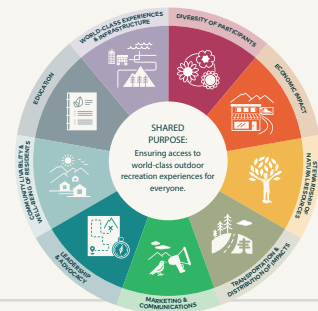 SHARED
PURPOSE:
Ensuring access to
world-class outdoor
recreation experiences for
everyone.
WORLD-CLASS EXPERIENCES
& INFRASTRUCTURE
DIVERSITY OF PARTICIPANTS
ECONOMIC IMPACT
STEWARDSHIP OF
NATURAL RESOURCES
TRANSPORTATION &
DISTRIBUTION OF IMPACTS
MARKETING &
COMMUNICATIONS
LEADERSHIP
& ADVOCACY
COMMUNITY LIVABILITY &
WELL-BEING OF RESIDENTS
EDUCATION